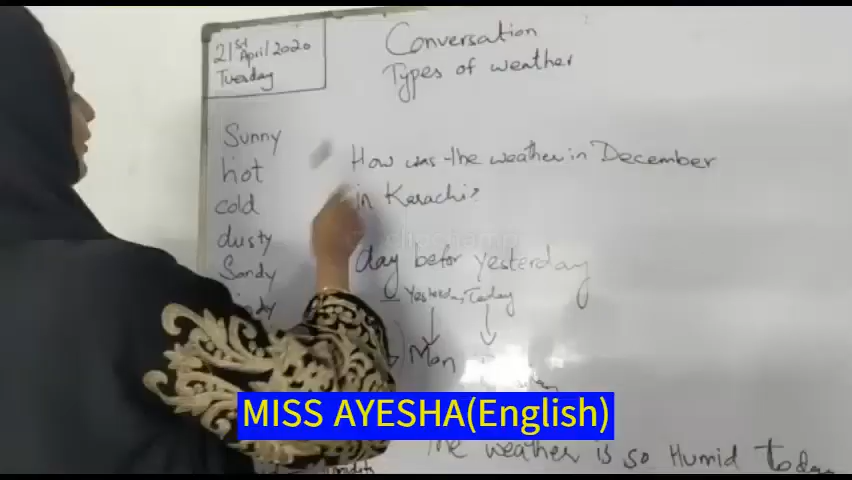 21st April 2020
Tuesday
Conversation
Types of weather
Sunny
hot
cold
dusty
Sandy
How was the weather in December
in Karachi?
day befor yesterday
Yesterday, Today
Mon
MISS AYESHA(English)
The weather is so Humid today